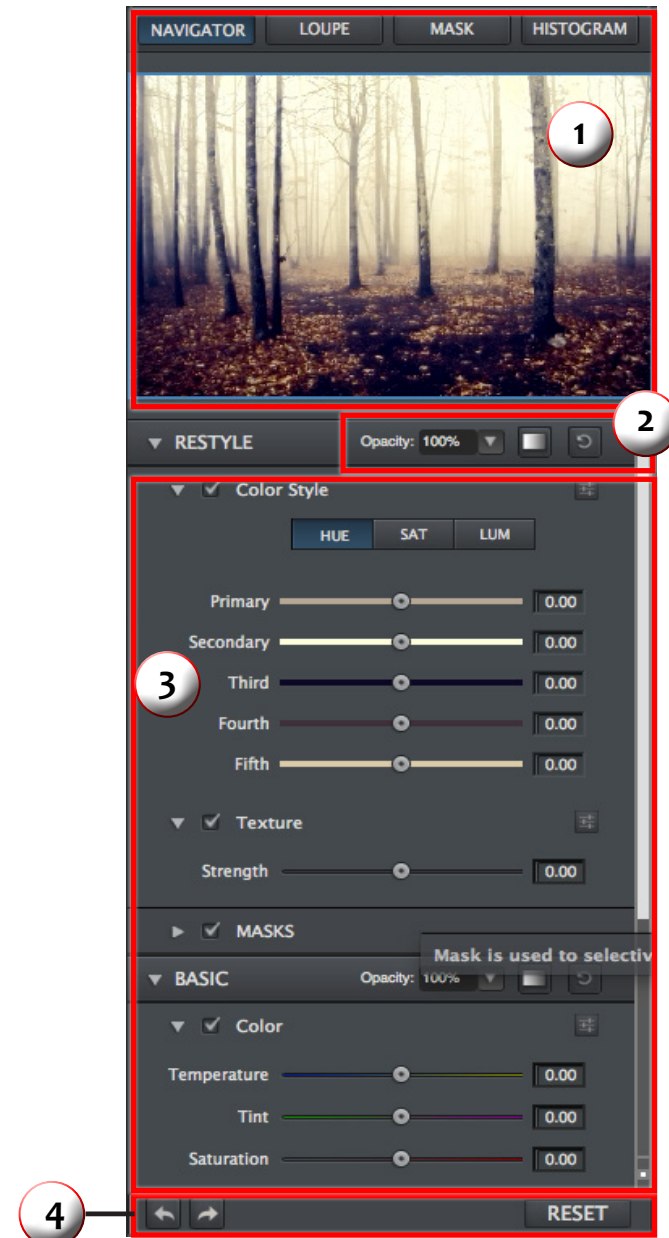 NAVIGATOR LOUPE MASK HISTOGRAM
1
2
RESTYLE Opacity: 100%
Color Style
HUE SAT LUM
Primary 0.00
Secondary 0.00
3
Third 0.00
Fourth 0.00
Fifth 0.00
Texture
Strength 0.00
MASKS
Mask is used to selectiv
BASIC Opacity: 100%
Color
Temperature 0.00
Tint 0.00
Saturation 0.00
4
RESET